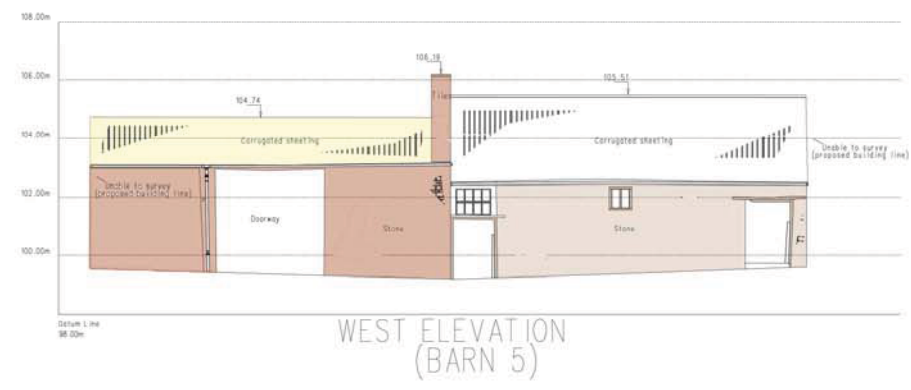 108.00m
106.19
106.00m
Tiles
105.51
104.74
104.00m
Corrugated sheeting
Corrugated sheeting
Unable to survey
(proposed building line)
Unable to survey
(proposed building line)
102.00m
Doorway
Stone
Stone
100.00m
Datum Line
98.00m
WEST ELEVATION
(BARN 5)